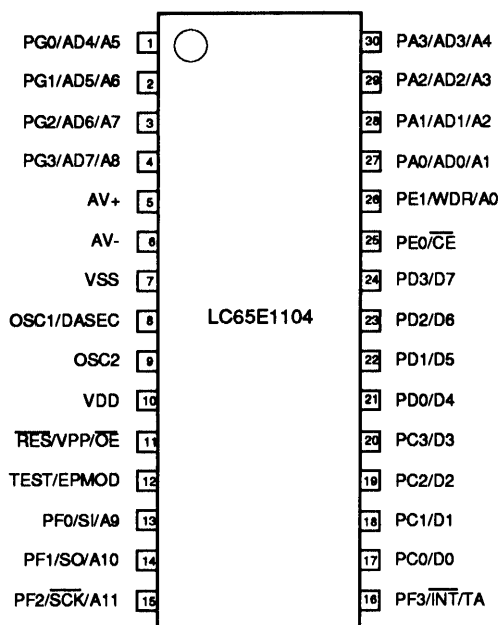 PG0/AD4/A5 1 30 PA3/AD3/A4
PG1/AD5/A6 2 29 PA2/AD2/A3
PG2/AD6/A7 3 28 PA1/AD1/A2
PG3/AD7/A8 4 27 PA0/AD0/A1
AV+ 5 26 PE1/WDR/A0
AV- 6 25 PE0/C̅E̅
VSS 7 24 PD3/D7
OSC1/DASEC 8 LC65E1104 23 PD2/D6
OSC2 9 22 PD1/D5
VDD 10 21 PD0/D4
R̅E̅S̅/VPP/O̅E̅ 11 20 PC3/D3
TEST/EPMOD 12 19 PC2/D2
PF0/SI/A9 13 18 PC1/D1
PF1/SO/A10 14 17 PC0/D0
PF2/S̅C̅K̅/A11 15 16 PF3/I̅N̅T̅/TA